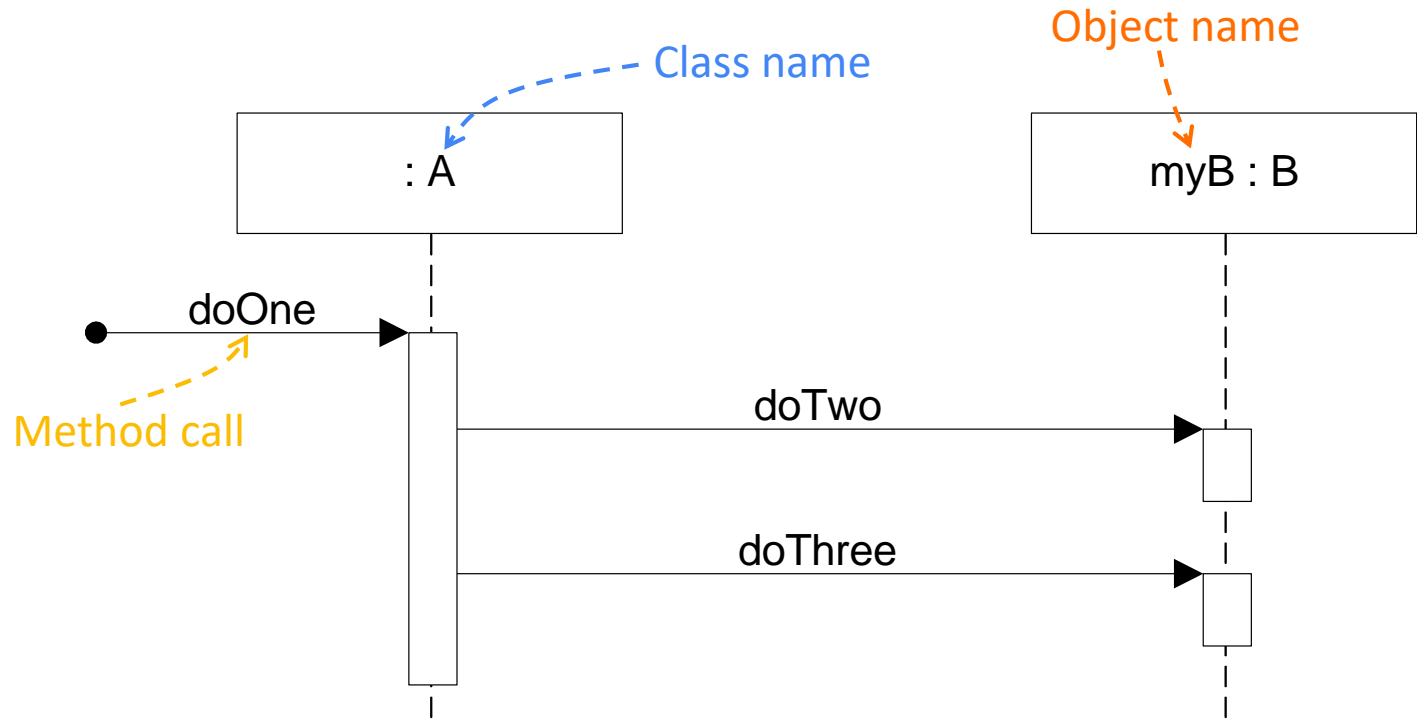 Object name
Class name
: A
myB : B
doOne
doTwo
Method call
doThree